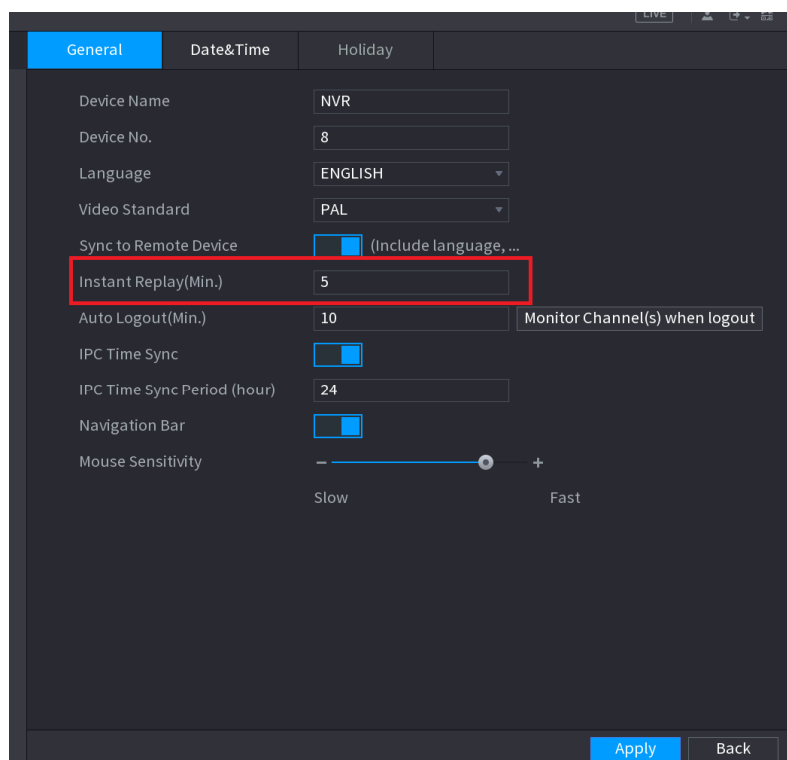 LIVE
General Date&Time Holiday
Device Name NVR
Device No. 8
Language ENGLISH
Video Standard PAL
Sync to Remote Device (Include language, ...
Instant Replay(Min.) 5
Auto Logout(Min.) 10 Monitor Channel(s) when logout
IPC Time Sync
IPC Time Sync Period (hour) 24
Navigation Bar
Mouse Sensitivity − +
Slow Fast
Apply Back